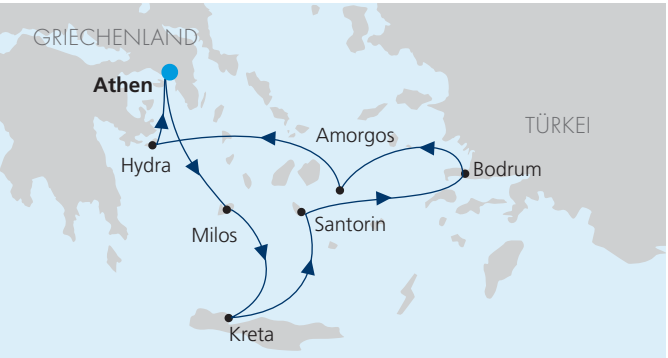 GRIECHENLAND
Athen
TÜRKEI
Amorgos
Hydra
Bodrum
Santorin
Milos
Kreta